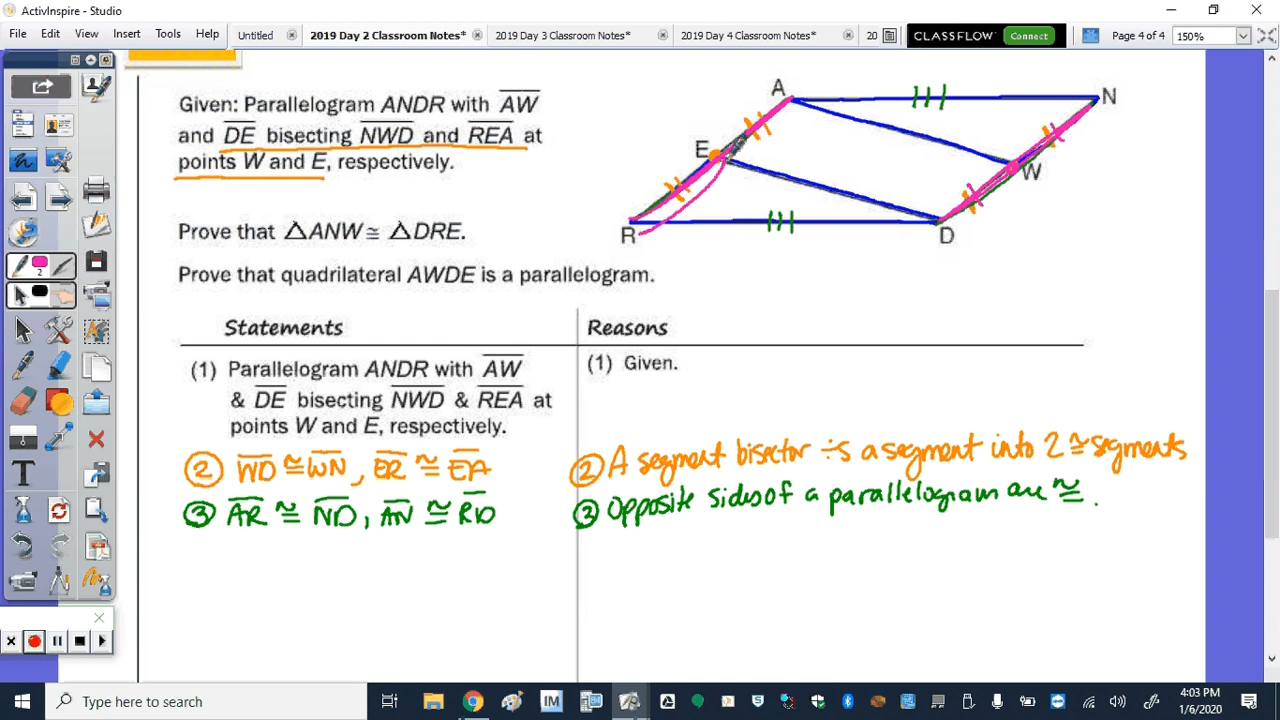 ActivInspire - Studio
File Edit View Insert Tools Help Untitled 2019 Day 2 Classroom Notes* 2019 Day 3 Classroom Notes* 2019 Day 4 Classroom Notes* 20 CLASSFLOW Connect Page 4 of 4 150%
Given: Parallelogram ANDR with AW
and DE bisecting NWD and REA at
points W and E, respectively.
Prove that △ANW ≅ △DRE.
Prove that quadrilateral AWDE is a parallelogram.
A
N
E
W
R
D
2
T
Statements Reasons
(1) Parallelogram ANDR with AW (1) Given.
& DE bisecting NWD & REA at
points W and E, respectively.
② WD ≅ WN, ER ≅ EA ② A segment bisector ÷s a segment into 2 ≅ segments
③ AR ≅ ND, AN ≅ RD ③ Opposite sides of a parallelogram are ≅.
Type here to search
IM
4:03 PM
1/6/2020